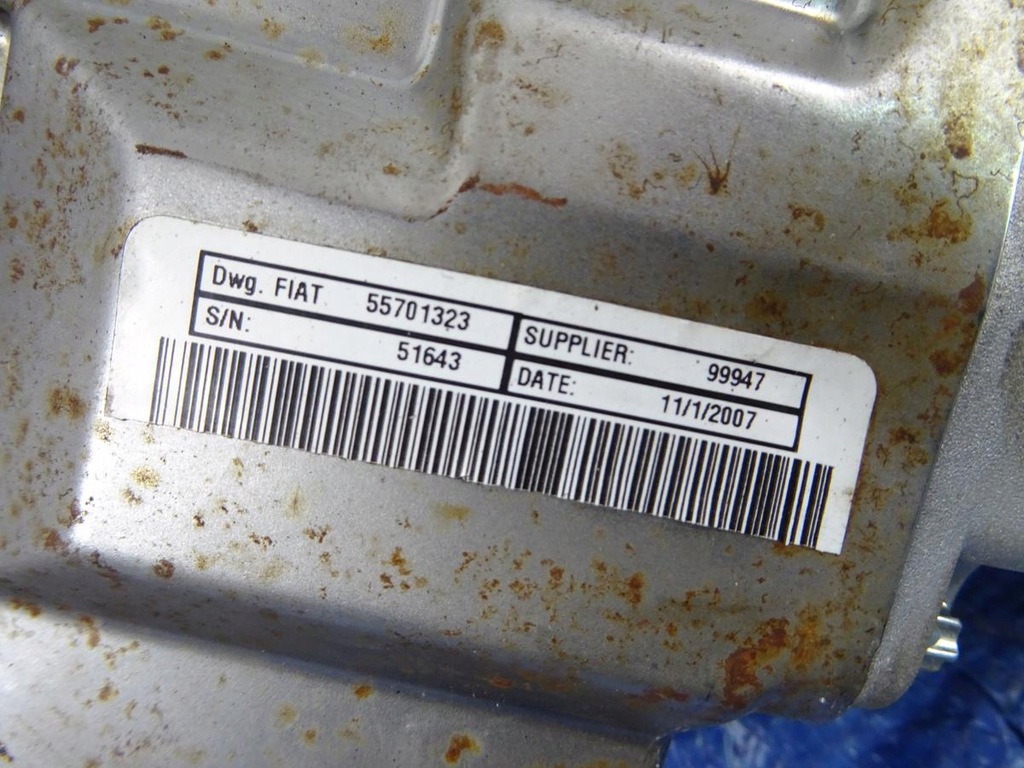 Dwg. FIAT 55701323 SUPPLIER: 99947
S/N: 51643 DATE: 11/1/2007